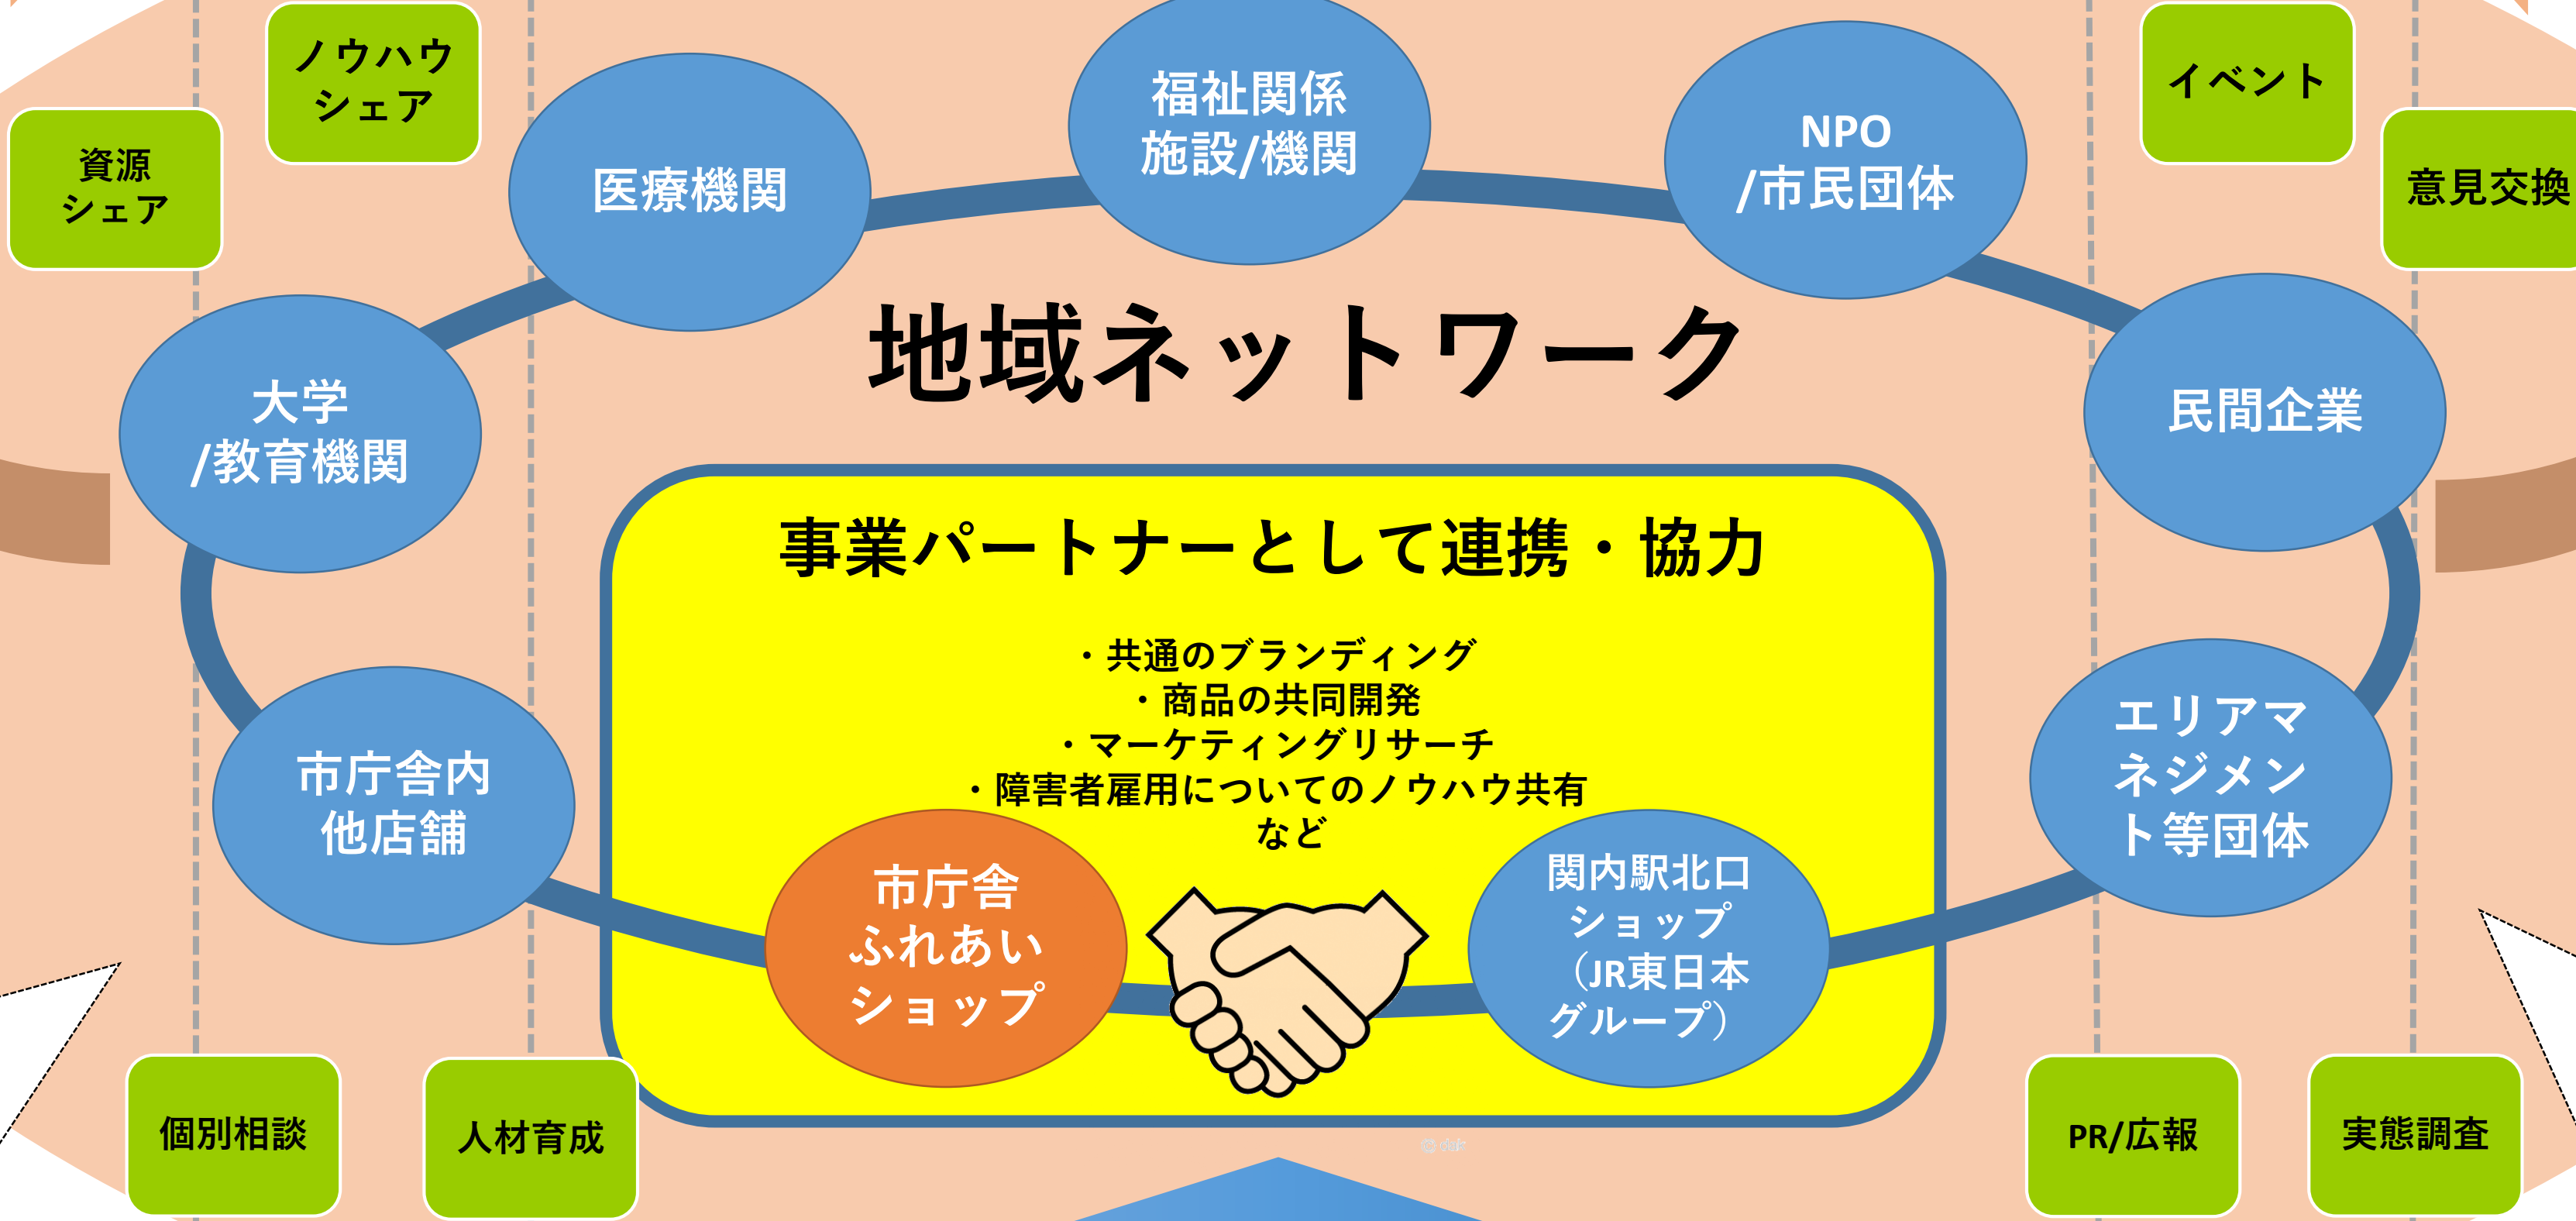 ノウハウ
シェア
資源
シェア
医療機関
福祉関係
施設/機関
NPO
/市民団体
イベント
意見交換
大学
/教育機関
地域ネットワーク
民間企業
事業パートナーとして連携・協力
・共通のブランディング
・商品の共同開発
・マーケティングリサーチ
・障害者雇用についてのノウハウ共有
など
市庁舎内
他店舗
エリアマ
ネジメン
ト等団体
市庁舎
ふれあい
ショップ
関内駅北口
ショップ
（JR東日本
グループ）
個別相談
人材育成
PR/広報
実態調査